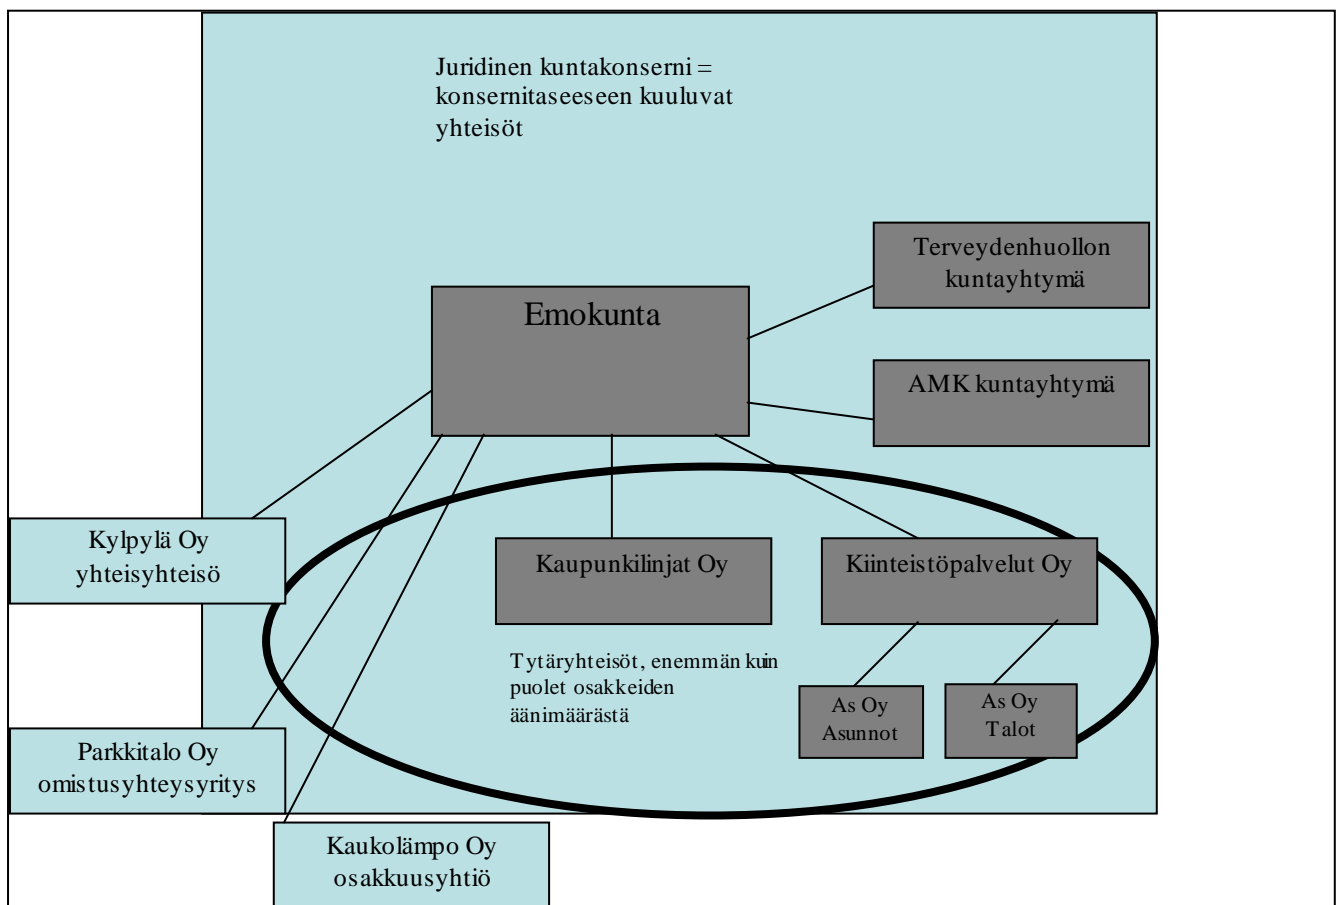 Juridinen kuntakonserni =
konsernitaseeseen kuuluvat
yhteisöt
Terveydenhuollon
kuntayhtymä
Emokunta
AMK kuntayhtymä
Kylpylä Oy
yhteisyhteisö
Kaupunkilinjat Oy
Kiinteistöpalvelut Oy
Tytäryhteisöt, enemmän kuin
puolet osakkeiden
äänimäärästä
As Oy
Asunnot
As Oy
Talot
Parkkitalo Oy
omistusyhteysyritys
Kaukolämpo Oy
osakkuusyhtiö